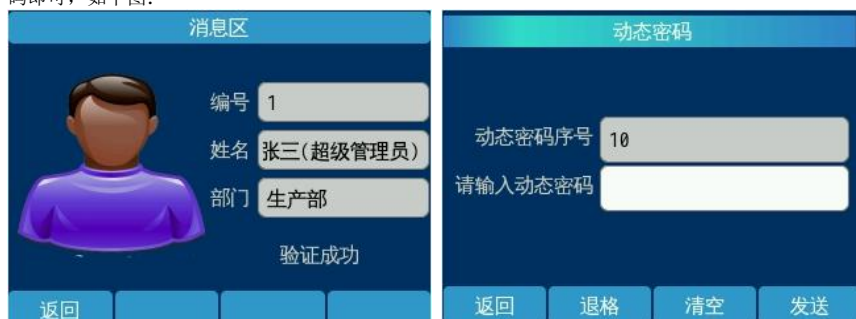 消息区
编号 1
姓名 张三(超级管理员)
部门 生产部
验证成功
返回
动态密码
动态密码序号 10
请输入动态密码
返回 退格 清空 发送